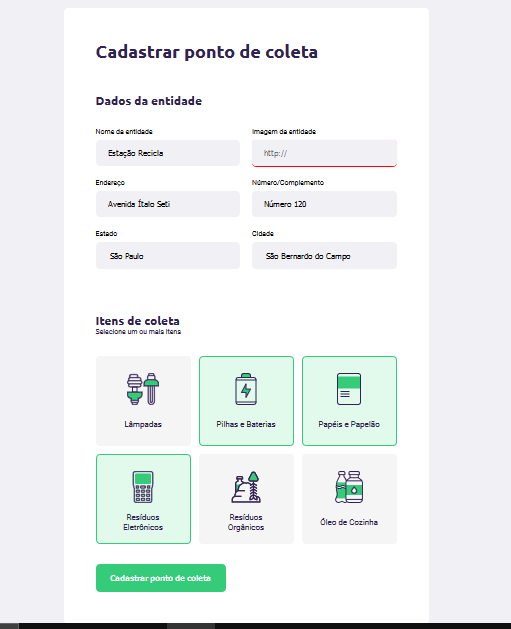 Cadastrar ponto de coleta
Dados da entidade
Nome da entidade
Imagem da entidade
Estação Recicla
http://
Endereço
Número/Complemento
Avenida Ítalo Seti
Número 120
Estado
Cidade
São Paulo
São Bernardo do Campo
Itens de coleta
Selecione um ou mais itens
Lâmpadas
Pilhas e Baterias
Papéis e Papelão
Resíduos
Eletrônicos
Resíduos
Orgânicos
Óleo de Cozinha
Cadastrar ponto de coleta